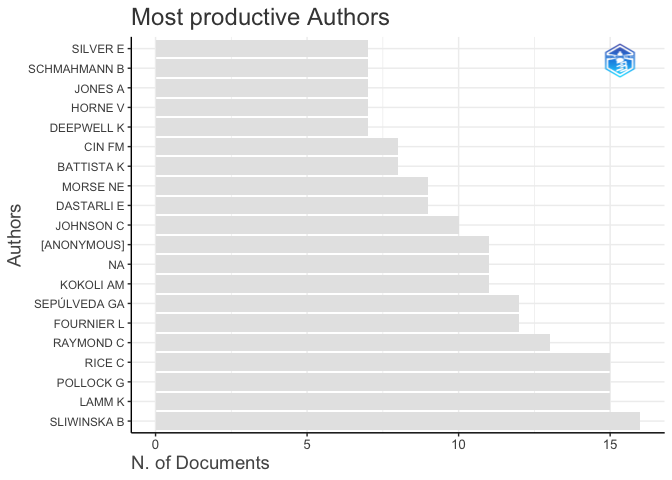 Most productive Authors
SILVER E
SCHMAHMANN B
JONES A
HORNE V
DEEPWELL K
CIN FM
BATTISTA K
MORSE NE
DASTARLI E
JOHNSON C
[ANONYMOUS]
NA
KOKOLI AM
SEPÚLVEDA GA
FOURNIER L
RAYMOND C
RICE C
POLLOCK G
LAMM K
SLIWINSKA B
Authors
0 5 10 15
N. of Documents